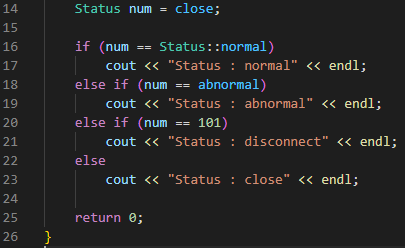 14 Status num = close;
15
16 if (num == Status::normal)
17 cout << "Status : normal" << endl;
18 else if (num == abnormal)
19 cout << "Status : abnormal" << endl;
20 else if (num == 101)
21 cout << "Status : disconnect" << endl;
22 else
23 cout << "Status : close" << endl;
24
25 return 0;
26 }